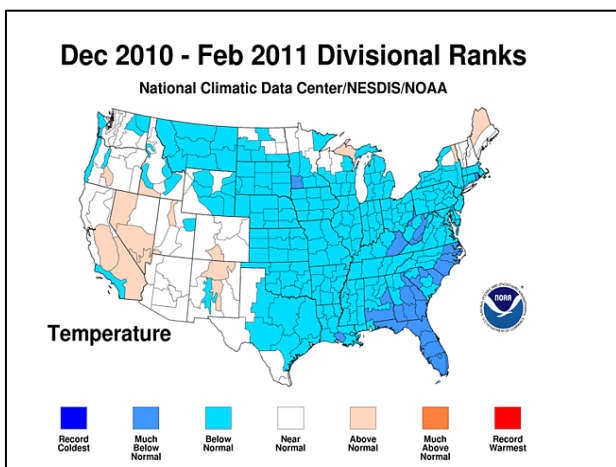 Dec 2010 - Feb 2011 Divisional Ranks
National Climatic Data Center/NESDIS/NOAA
NOAA
Temperature
Record
Coldest
Much
Below
Normal
Below
Normal
Near
Normal
Above
Normal
Much
Above
Normal
Record
Warmest